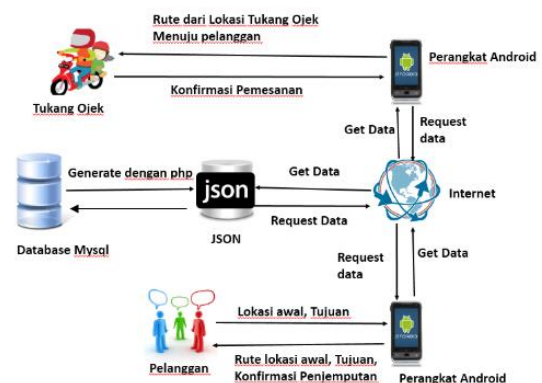 Rute dari Lokasi Tukang Ojek
Menuju pelanggan
Perangkat Android
Konfirmasi Pemesanan
Tukang Ojek
Get Data
Request
data
Generate dengan php
Get Data
json
Internet
Request Data
JSON
Database Mysql
Request
data
Get Data
Lokasi awal, Tujuan
Pelanggan
Rute lokasi awal, Tujuan,
Konfirmasi Penjemputan
Perangkat Android